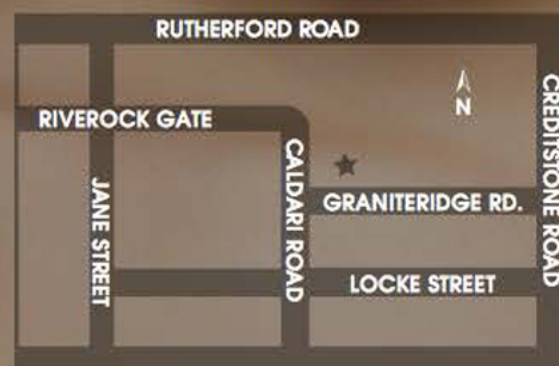 RUTHERFORD ROAD
N
RIVEROCK GATE
CREDITSTONE ROAD
CALDARI ROAD
JANE STREET
GRANITERIDGE RD.
LOCKE STREET